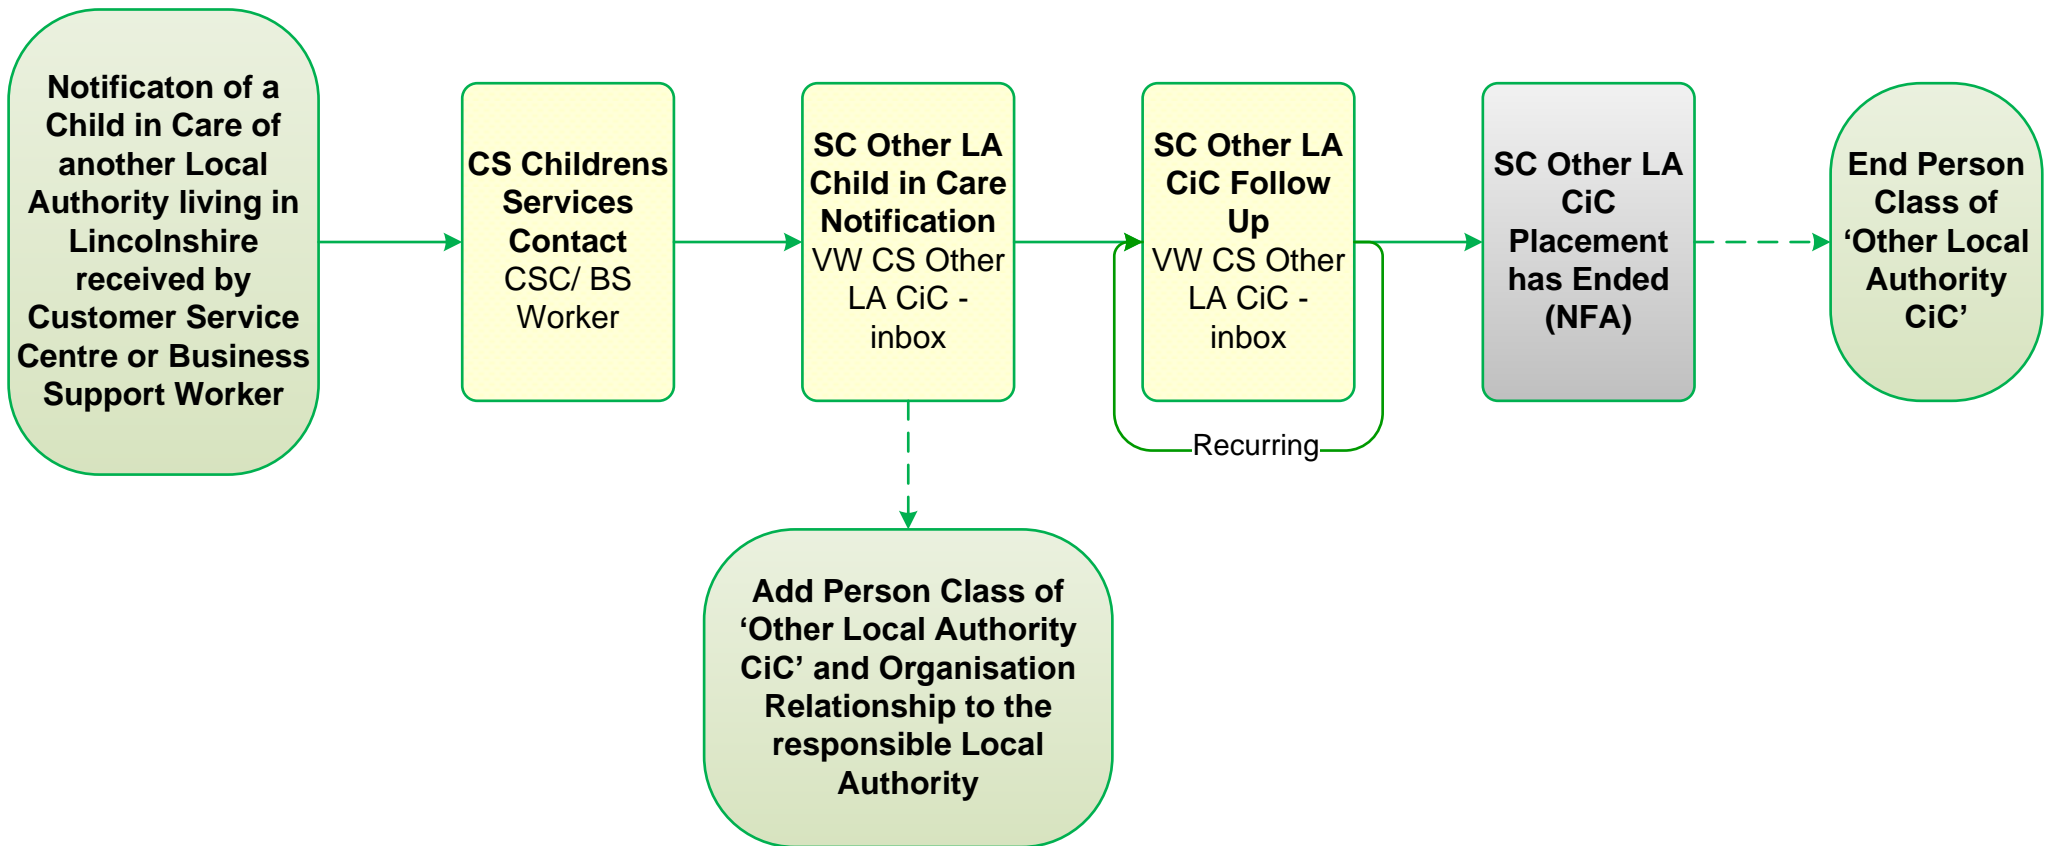 Notificaton of a
Child in Care of
another Local
Authority living in
Lincolnshire
received by
Customer Service
Centre or Business
Support Worker
CS Childrens
Services
Contact
CSC/ BS
Worker
SC Other LA
Child in Care
Notification
VW CS Other
LA CiC -
inbox
SC Other LA
CiC Follow
Up
VW CS Other
LA CiC -
inbox
Recurring
SC Other LA
CiC
Placement
has Ended
(NFA)
End Person
Class of
‘Other Local
Authority
CiC’
Add Person Class of
‘Other Local Authority
CiC’ and Organisation
Relationship to the
responsible Local
Authority